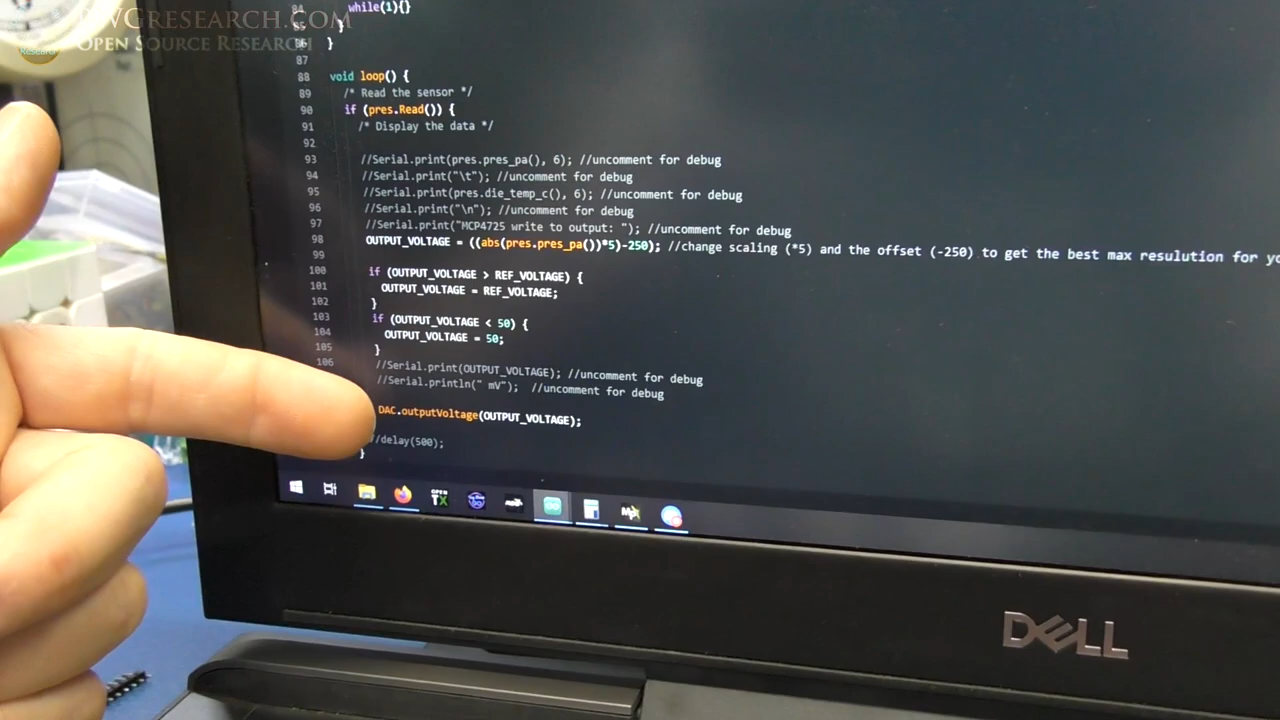 RWGRESEARCH.COM
OPEN SOURCE RESEARCH
Research
84 while(1){}
85 }
86 }
87
88 void loop() {
89 /* Read the sensor */
90 if (pres.Read()) {
91 /* Display the data */
92
93 //Serial.print(pres.pres_pa(), 6); //uncomment for debug
94 //Serial.print("\t"); //uncomment for debug
95 //Serial.print(pres.die_temp_c(), 6); //uncomment for debug
96 //Serial.print("\n"); //uncomment for debug
97 //Serial.print("MCP4725 write to output: "); //uncomment for debug
98 OUTPUT_VOLTAGE = ((abs(pres.pres_pa())*5)-250); //change scaling (*5) and the offset (-250) to get the best max resulution for yo
99
100 if (OUTPUT_VOLTAGE > REF_VOLTAGE) {
101 OUTPUT_VOLTAGE = REF_VOLTAGE;
102 }
103 if (OUTPUT_VOLTAGE < 50) {
104 OUTPUT_VOLTAGE = 50;
105 }
106 //Serial.print(OUTPUT_VOLTAGE); //uncomment for debug
//Serial.println(" mV"); //uncomment for debug
DAC.outputVoltage(OUTPUT_VOLTAGE);
//delay(500);
}
OPEN
TX
DELL